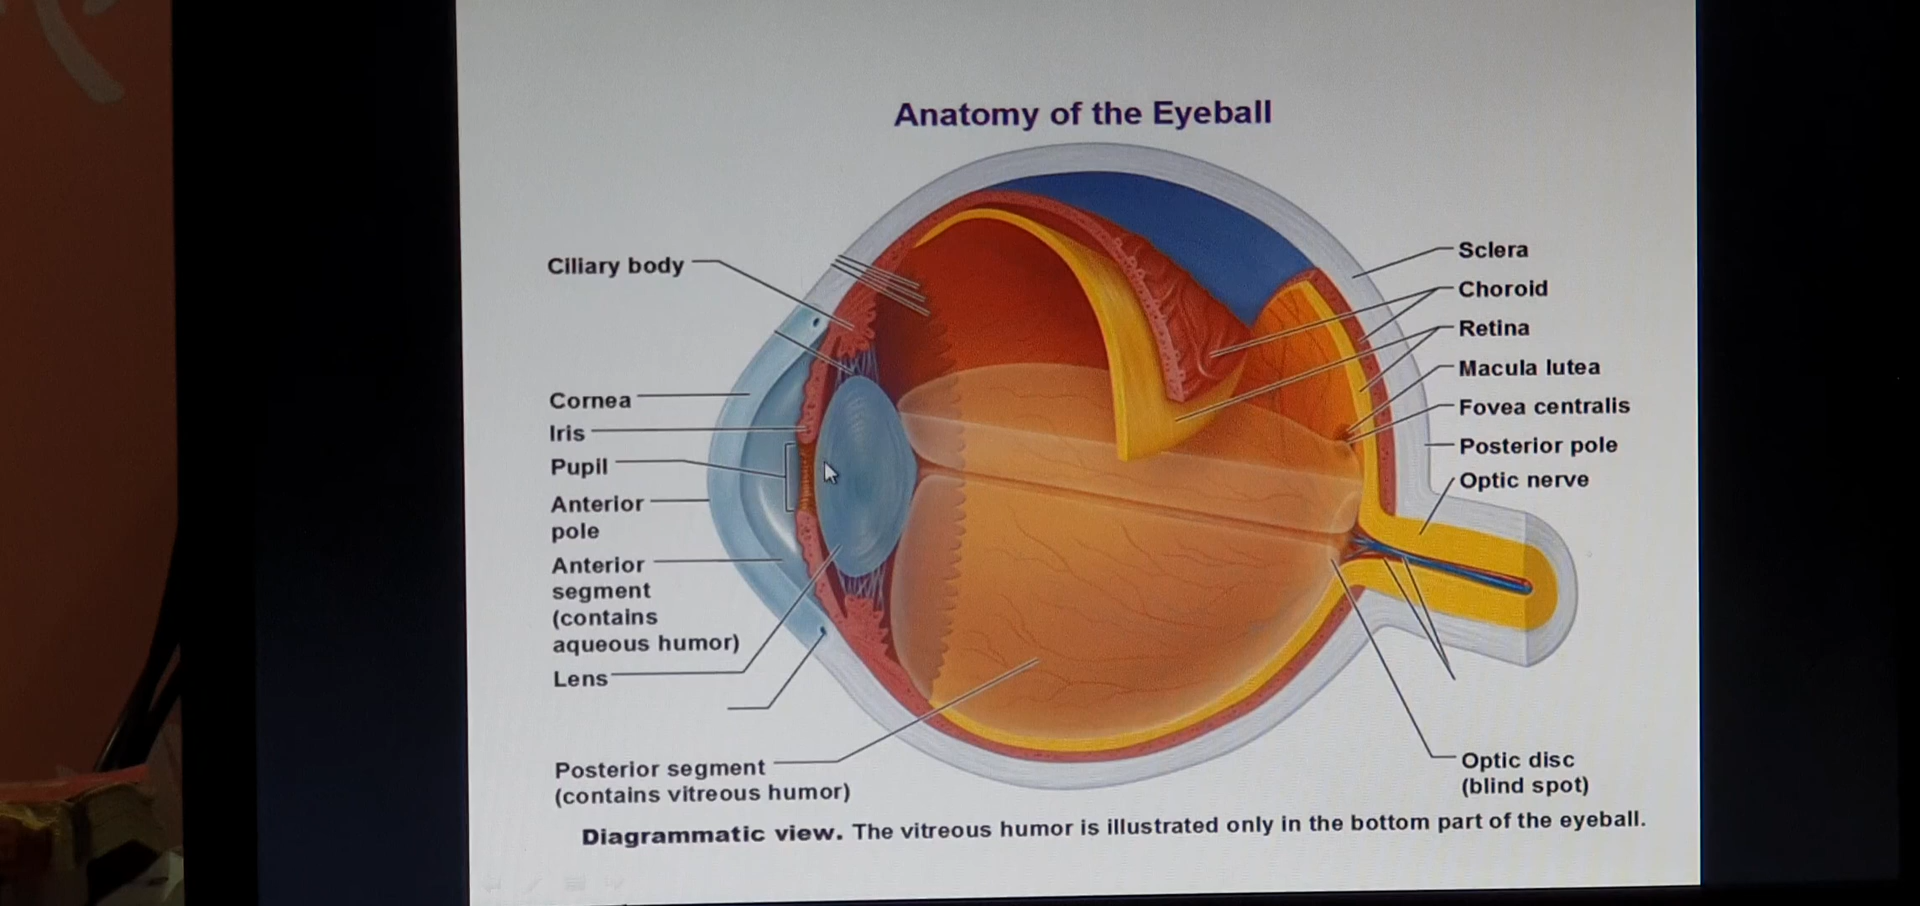 Anatomy of the Eyeball
Ciliary body
Cornea
Iris
Pupil
Anterior
pole
Anterior
segment
(contains
aqueous humor)
Lens
Posterior segment
(contains vitreous humor)
Sclera
Choroid
Retina
Macula lutea
Fovea centralis
Posterior pole
Optic nerve
Optic disc
(blind spot)
Diagrammatic view. The vitreous humor is illustrated only in the bottom part of the eyeball.